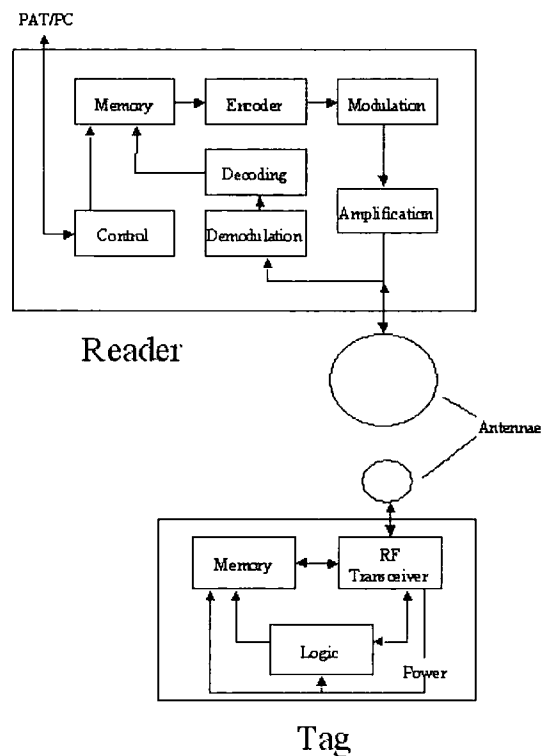 PAT/PC
Memory
Encoder
Modulation
Decoding
Amplification
Control
Demodulation
Reader
Antennae
Memory
RF
Transceiver
Logic
Power
Tag